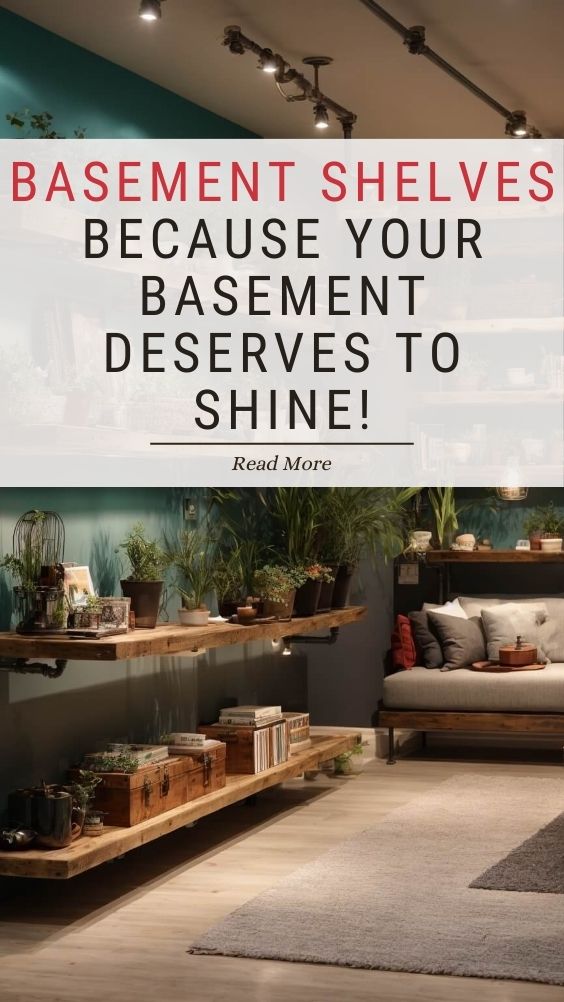 BASEMENT SHELVES
BECAUSE YOUR
BASEMENT
DESERVES TO
SHINE!
Read More